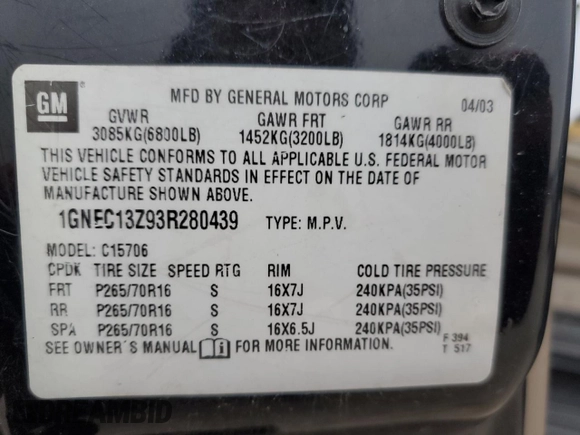 GM
MFD BY GENERAL MOTORS CORP 04/03
GVWR GAWR FRT GAWR RR
3085KG(6800LB) 1452KG(3200LB) 1814KG(4000LB)
THIS VEHICLE CONFORMS TO ALL APPLICABLE U.S. FEDERAL MOTOR
VEHICLE SAFETY STANDARDS IN EFFECT ON THE DATE OF
MANUFACTURE SHOWN ABOVE.
1GNEC13Z93R280439 TYPE: M.P.V.
MODEL: C15706
CPDK TIRE SIZE SPEED RTG RIM COLD TIRE PRESSURE
FRT P265/70R16 S 16X7J 240KPA(35PSI)
RR P265/70R16 S 16X7J 240KPA(35PSI)
SPA P265/70R16 S 16X6.5J 240KPA(35PSI)
SEE OWNER'S MANUAL FOR MORE INFORMATION. F 394
T 517